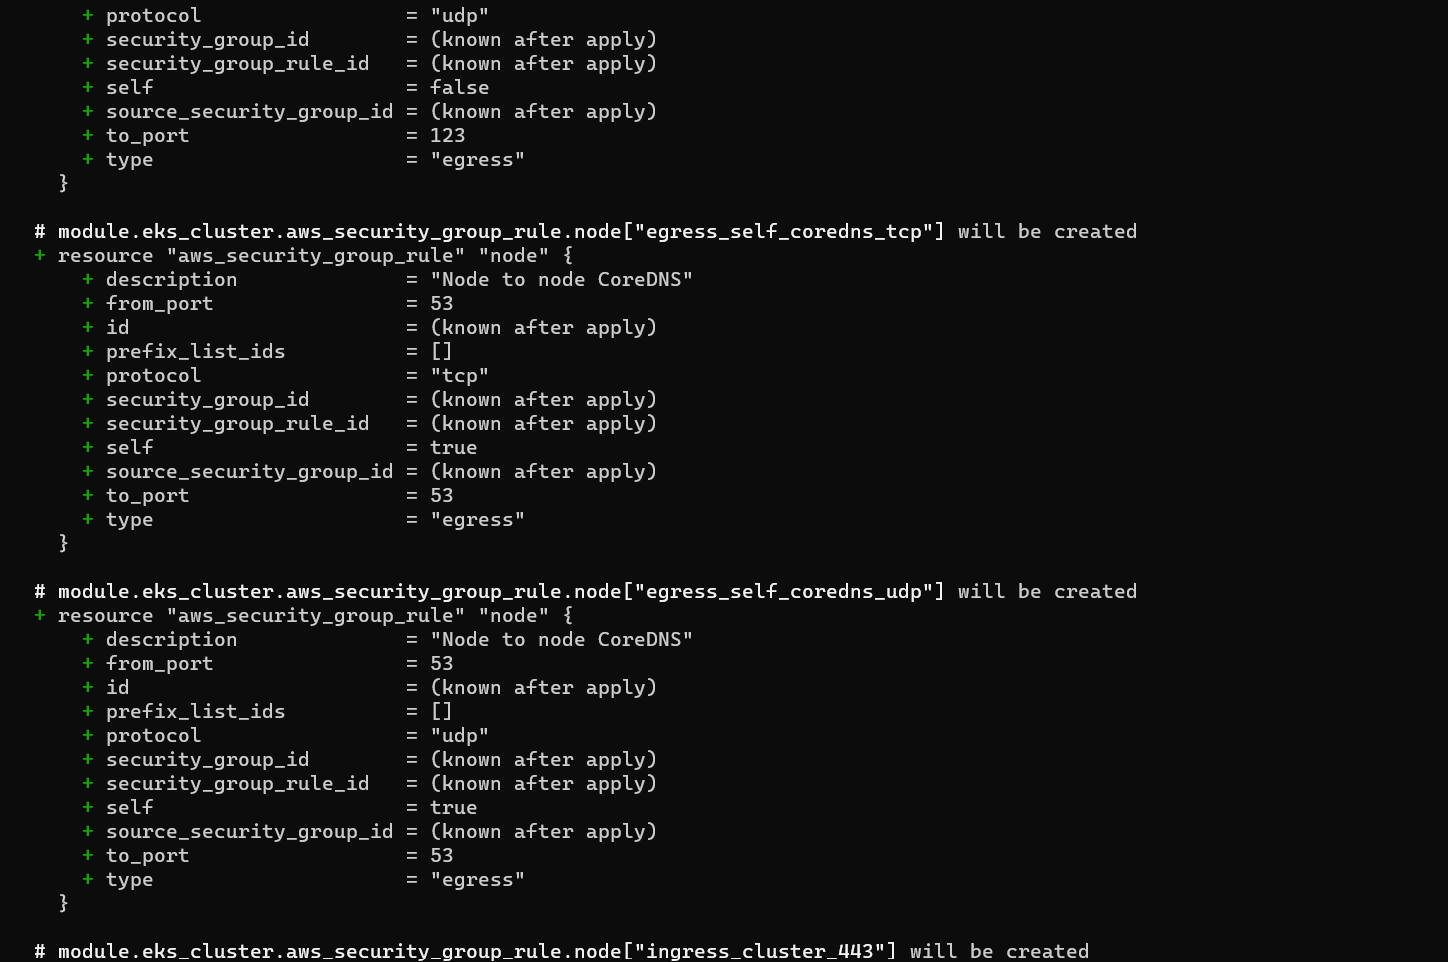 + protocol                 = "udp"
+ security_group_id        = (known after apply)
+ security_group_rule_id   = (known after apply)
+ self                     = false
+ source_security_group_id = (known after apply)
+ to_port                  = 123
+ type                     = "egress"
}
# module.eks_cluster.aws_security_group_rule.node["egress_self_coredns_tcp"] will be created
+ resource "aws_security_group_rule" "node" {
+ description              = "Node to node CoreDNS"
+ from_port                = 53
+ id                       = (known after apply)
+ prefix_list_ids          = []
+ protocol                 = "tcp"
+ security_group_id        = (known after apply)
+ security_group_rule_id   = (known after apply)
+ self                     = true
+ source_security_group_id = (known after apply)
+ to_port                  = 53
+ type                     = "egress"
}
# module.eks_cluster.aws_security_group_rule.node["egress_self_coredns_udp"] will be created
+ resource "aws_security_group_rule" "node" {
+ description              = "Node to node CoreDNS"
+ from_port                = 53
+ id                       = (known after apply)
+ prefix_list_ids          = []
+ protocol                 = "udp"
+ security_group_id        = (known after apply)
+ security_group_rule_id   = (known after apply)
+ self                     = true
+ source_security_group_id = (known after apply)
+ to_port                  = 53
+ type                     = "egress"
}
# module.eks_cluster.aws_security_group_rule.node["ingress_cluster_443"] will be created